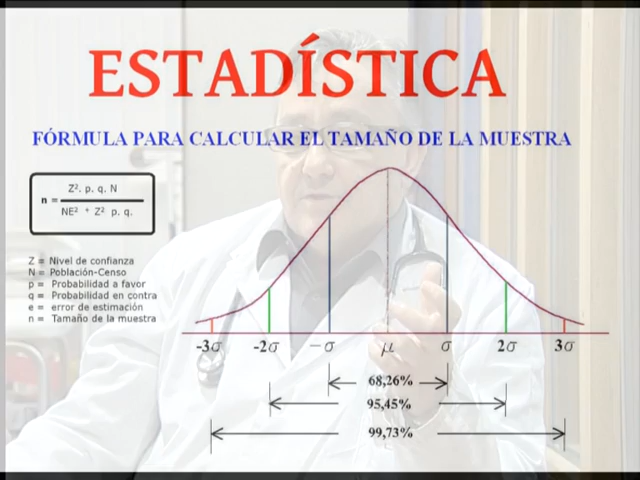 ESTADÍSTICA
FÓRMULA PARA CALCULAR EL TAMAÑO DE LA MUESTRA
n = Z². p. q. N
NE² + Z² p. q.
Z = Nivel de confianza
N = Población-Censo
p = Probabilidad a favor
q = Probabilidad en contra
e = error de estimación
n = Tamaño de la muestra
-3σ -2σ −σ μ σ 2σ 3σ
68,26%
95,45%
99,73%